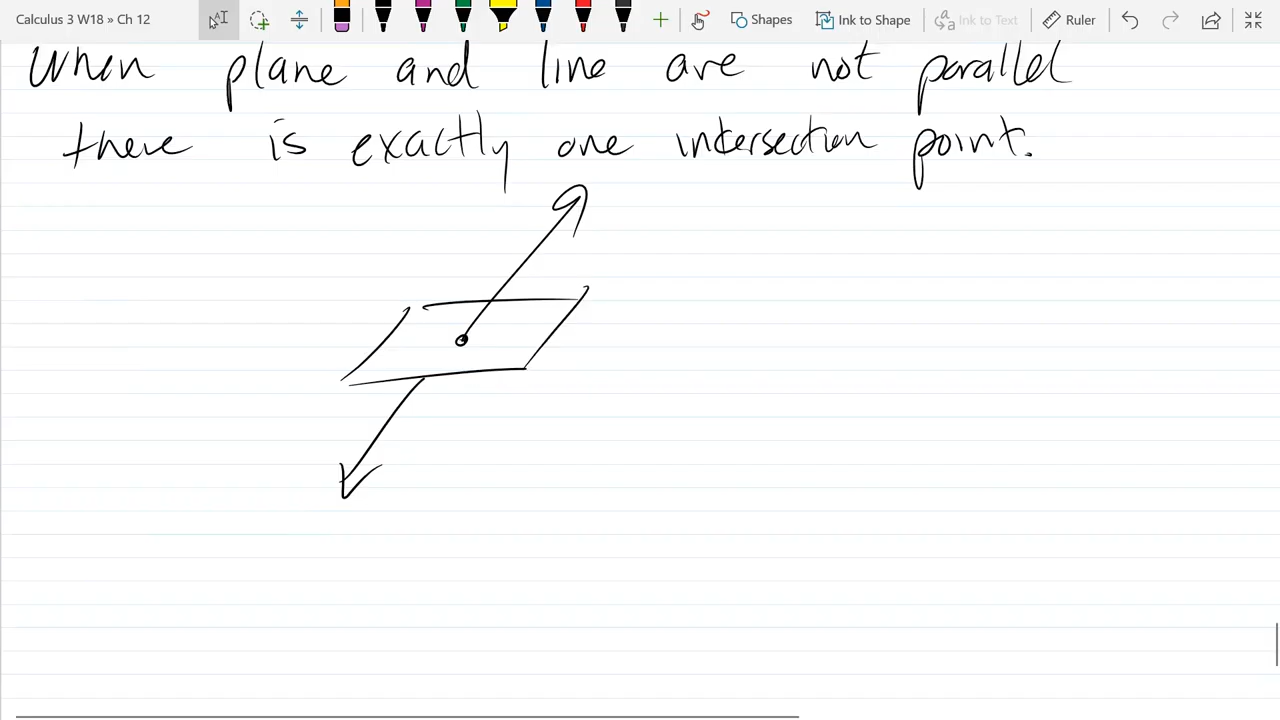 Calculus 3 W18 » Ch 12
Shapes
Ink to Shape
Ink to Text
Ruler
When plane and line are not parallel
there is exactly one intersection point.